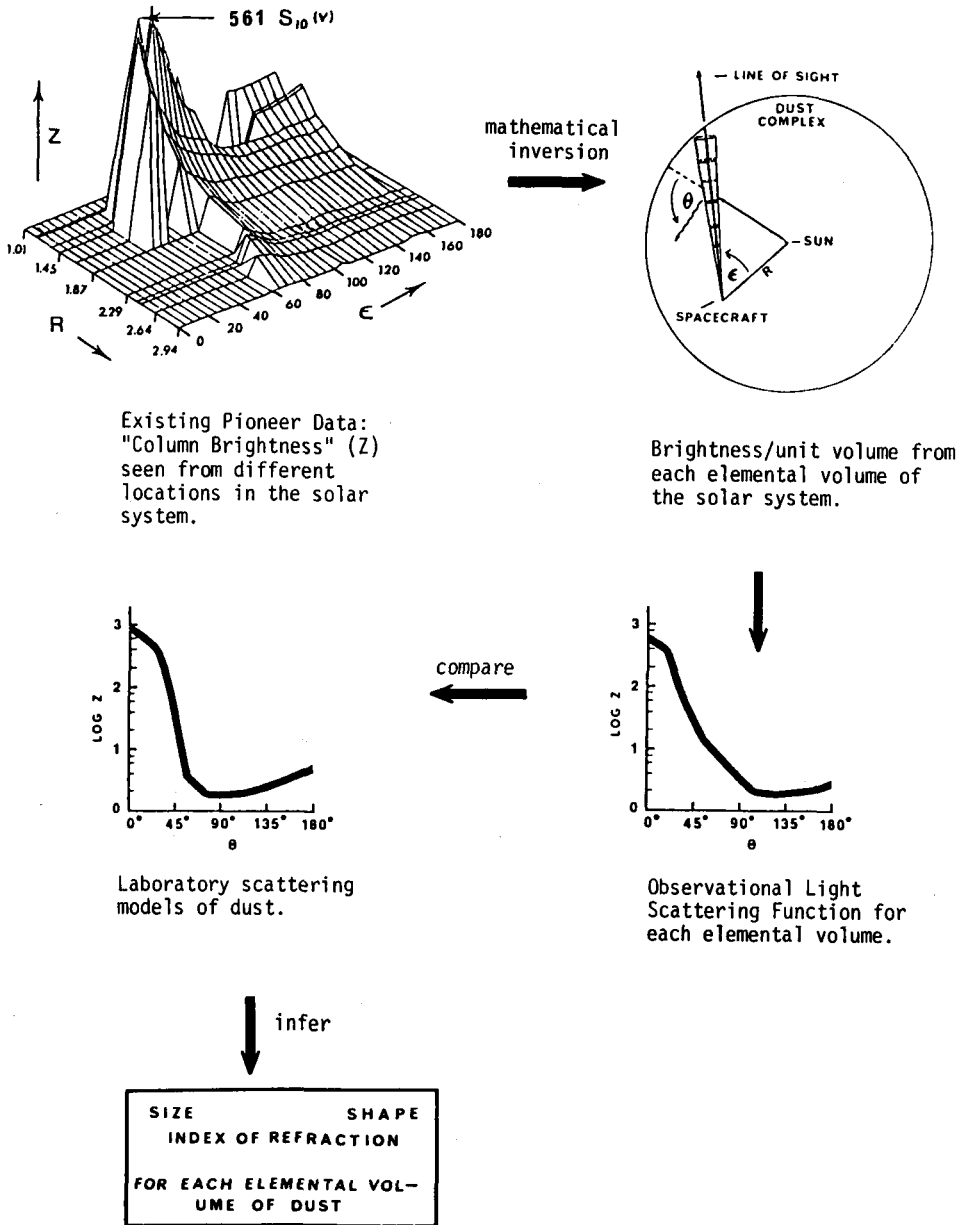 561 S10(V)
Z
1.01
1.45
1.87
2.29
2.64
2.94
R
0
20
40
60
80
100
120
140
160
180
ϵ
mathematical
inversion
LINE OF SIGHT
DUST
COMPLEX
θ
SUN
ϵ
R
SPACECRAFT
Existing Pioneer Data:
"Column Brightness" (Z)
seen from different
locations in the solar
system.
Brightness/unit volume from
each elemental volume of
the solar system.
3
2
1
0
LOG Z
0° 45° 90° 135° 180°
θ
compare
3
2
1
0
LOG Z
0° 45° 90° 135° 180°
θ
Laboratory scattering
models of dust.
Observational Light
Scattering Function for
each elemental volume.
infer
SIZE SHAPE
INDEX OF REFRACTION
FOR EACH ELEMENTAL VOL-
UME OF DUST